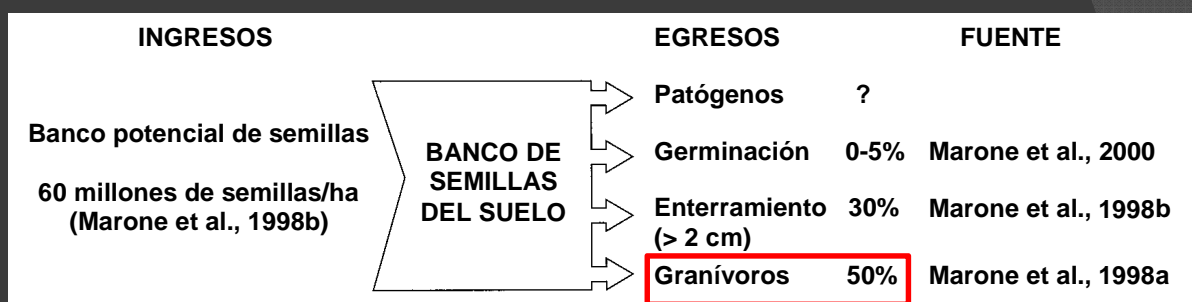 INGRESOS EGRESOS FUENTE
Patógenos ?
Banco potencial de semillas
60 millones de semillas/ha
(Marone et al., 1998b)
BANCO DE
SEMILLAS
DEL SUELO
Germinación 0-5% Marone et al., 2000
Enterramiento 30% Marone et al., 1998b
(> 2 cm)
Granívoros 50% Marone et al., 1998a